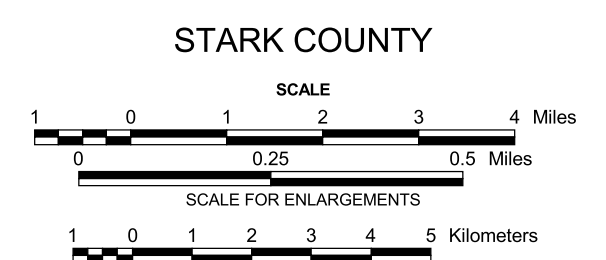 STARK COUNTY
SCALE
1 0 1 2 3 4 Miles
0 0.25 0.5 Miles
SCALE FOR ENLARGEMENTS
1 0 1 2 3 4 5 Kilometers